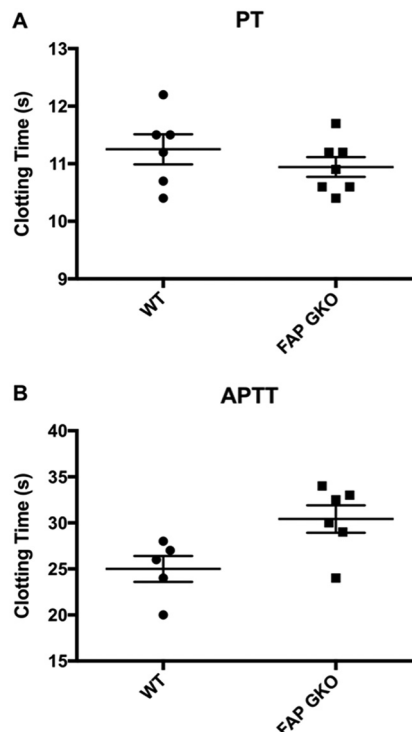 A
PT
Clotting Time (s)
13
12
11
10
9
WT
FAP GKO
B
APTT
Clotting Time (s)
40
35
30
25
20
15
WT
FAP GKO